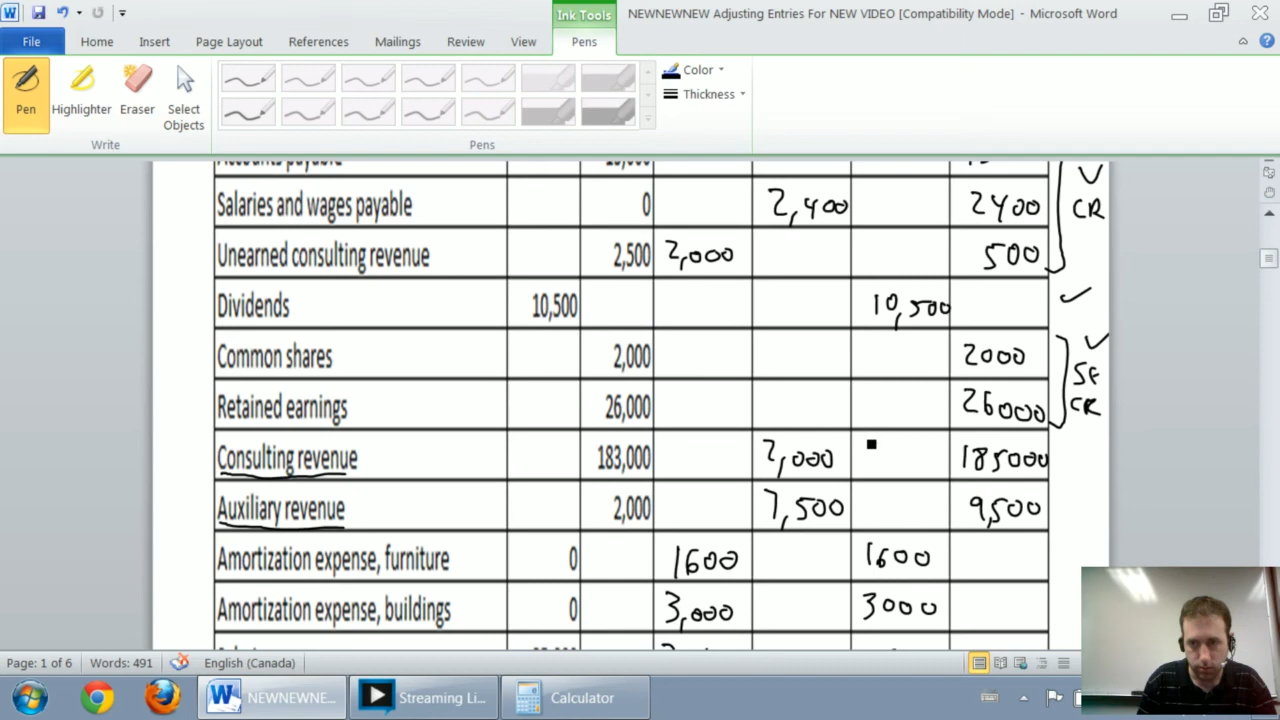 Ink Tools
NEWNEWNEW Adjusting Entries For NEW VIDEO [Compatibility Mode] - Microsoft Word
File Home Insert Page Layout References Mailings Review View Pens
Pen Highlighter Eraser Select Objects
Color
Thickness
Write Pens
Accounts payable
Salaries and wages payable 0 2,400 2400
CR
Unearned consulting revenue 2,500 2,000 500
Dividends 10,500 10,500
Common shares 2,000 2000
SE
Retained earnings 26,000 26000
CR
Consulting revenue 183,000 2,000 185000
Auxiliary revenue 2,000 7,500 9,500
Amortization expense, furniture 0 1600 1600
Amortization expense, buildings 0 3,000 3000
Page: 1 of 6 Words: 491 English (Canada)
NEWNEWNE... Streaming Li... Calculator